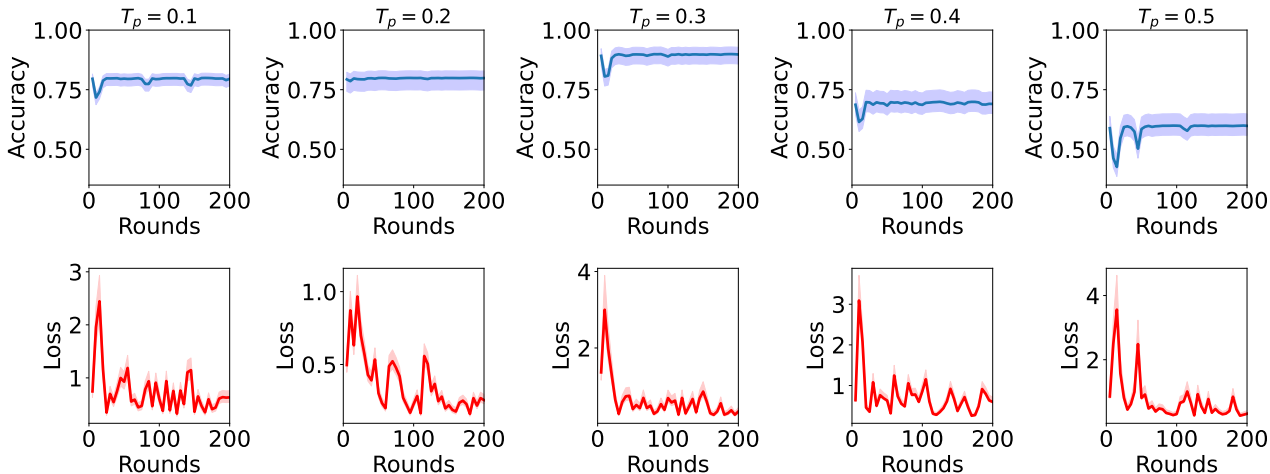 T_p = 0.1
1.00
0.75
0.50
Accuracy
0 100 200
Rounds
T_p = 0.2
1.00
0.75
0.50
Accuracy
0 100 200
Rounds
T_p = 0.3
1.00
0.75
0.50
Accuracy
0 100 200
Rounds
T_p = 0.4
1.00
0.75
0.50
Accuracy
0 100 200
Rounds
T_p = 0.5
1.00
0.75
0.50
Accuracy
0 100 200
Rounds
3
2
1
Loss
0 100 200
Rounds
1.0
0.5
Loss
0 100 200
Rounds
4
2
Loss
0 100 200
Rounds
3
2
1
Loss
0 100 200
Rounds
4
2
Loss
0 100 200
Rounds